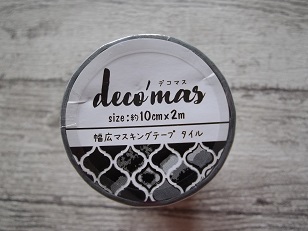 デコマス
deco'mas
size:約10cm×2m
幅広マスキングテープ タイル